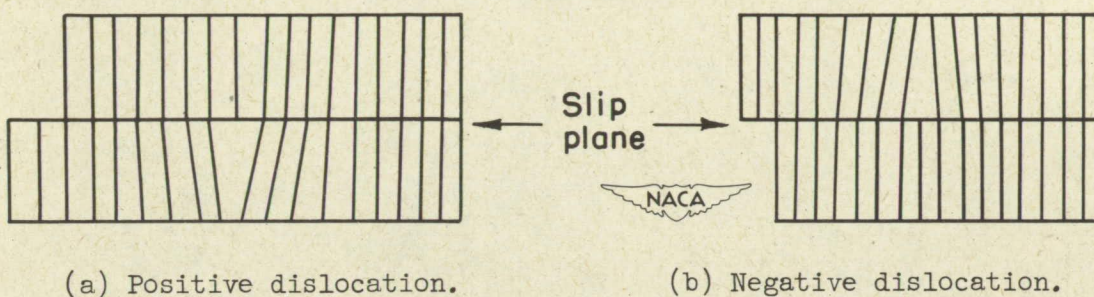 Slip
plane
NACA
(a) Positive dislocation.
(b) Negative dislocation.